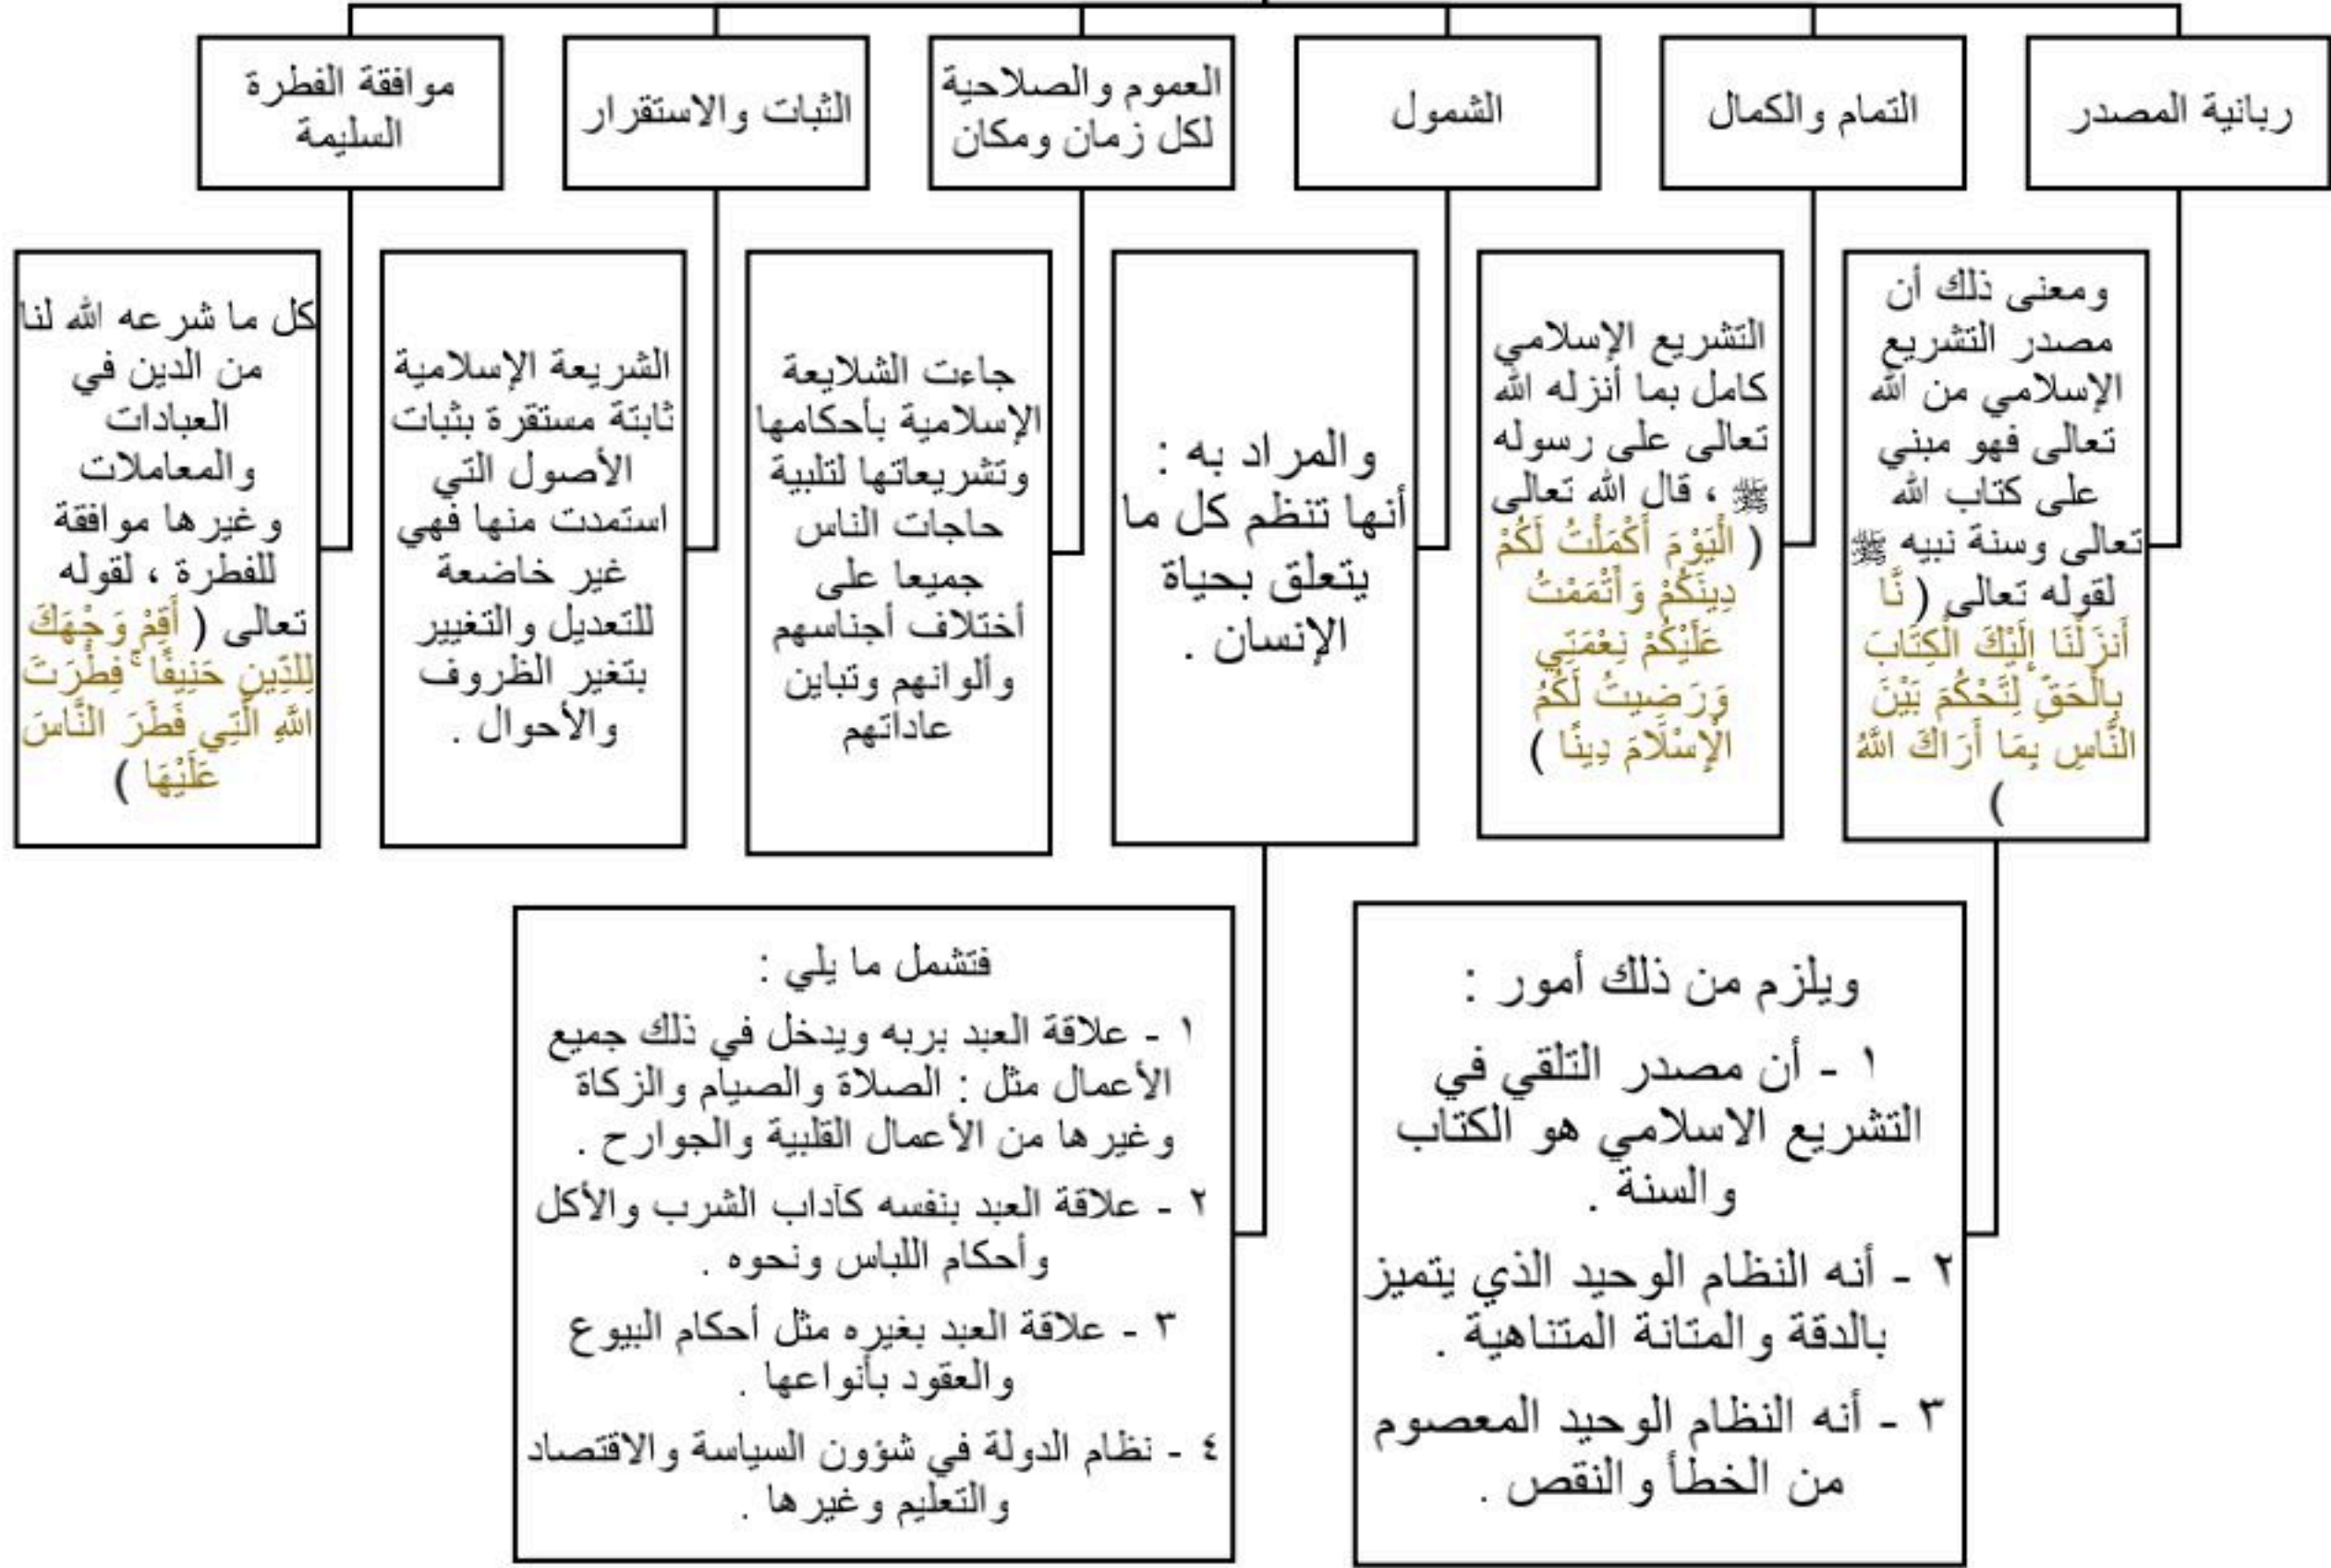 ربانية المصدر
التمام والكمال
الشمول
العموم والصلاحية
لكل زمان ومكان
الثبات والاستقرار
موافقة الفطرة
السليمة
ومعنى ذلك أن
مصدر التشريع
الإسلامي من الله
تعالى فهو مبني
على كتاب الله
تعالى وسنة نبيه ﷺ
لقوله تعالى ( نَّا
أَنزَلْنَا إِلَيْكَ الْكِتَابَ
بِالْحَقِّ لِتَحْكُمَ بَيْنَ
النَّاسِ بِمَا أَرَاكَ اللَّهُ
)
التشريع الإسلامي
كامل بما أنزله الله
تعالى على رسوله
ﷺ ، قال الله تعالى
( الْيَوْمَ أَكْمَلْتُ لَكُمْ
دِينَكُمْ وَأَتْمَمْتُ
عَلَيْكُمْ نِعْمَتِي
وَرَضِيتُ لَكُمُ
الْإِسْلَامَ دِينًا )
والمراد به :
أنها تنظم كل ما
يتعلق بحياة
الإنسان .
جاءت الشلايعة
الإسلامية بأحكامها
وتشريعاتها لتلبية
حاجات الناس
جميعا على
أختلاف أجناسهم
وألوانهم وتباين
عاداتهم
الشريعة الإسلامية
ثابتة مستقرة بثبات
الأصول التي
استمدت منها فهي
غير خاضعة
للتعديل والتغيير
بتغير الظروف
والأحوال .
كل ما شرعه الله لنا
من الدين في
العبادات
والمعاملات
وغيرها موافقة
للفطرة ، لقوله
تعالى ( أَقِمْ وَجْهَكَ
لِلدِّينِ حَنِيفًا ۚ فِطْرَتَ
اللَّهِ الَّتِي فَطَرَ النَّاسَ
عَلَيْهَا )
ويلزم من ذلك أمور :
١ - أن مصدر التلقي في
التشريع الاسلامي هو الكتاب
والسنة .
٢ - أنه النظام الوحيد الذي يتميز
بالدقة والمتانة المتناهية .
٣ - أنه النظام الوحيد المعصوم
من الخطأ والنقص .
فتشمل ما يلي :
١ - علاقة العبد بربه ويدخل في ذلك جميع
الأعمال مثل : الصلاة والصيام والزكاة
وغيرها من الأعمال القلبية والجوارح .
٢ - علاقة العبد بنفسه كآداب الشرب والأكل
وأحكام اللباس ونحوه .
٣ - علاقة العبد بغيره مثل أحكام البيوع
والعقود بأنواعها .
٤ - نظام الدولة في شؤون السياسة والاقتصاد
والتعليم وغيرها .